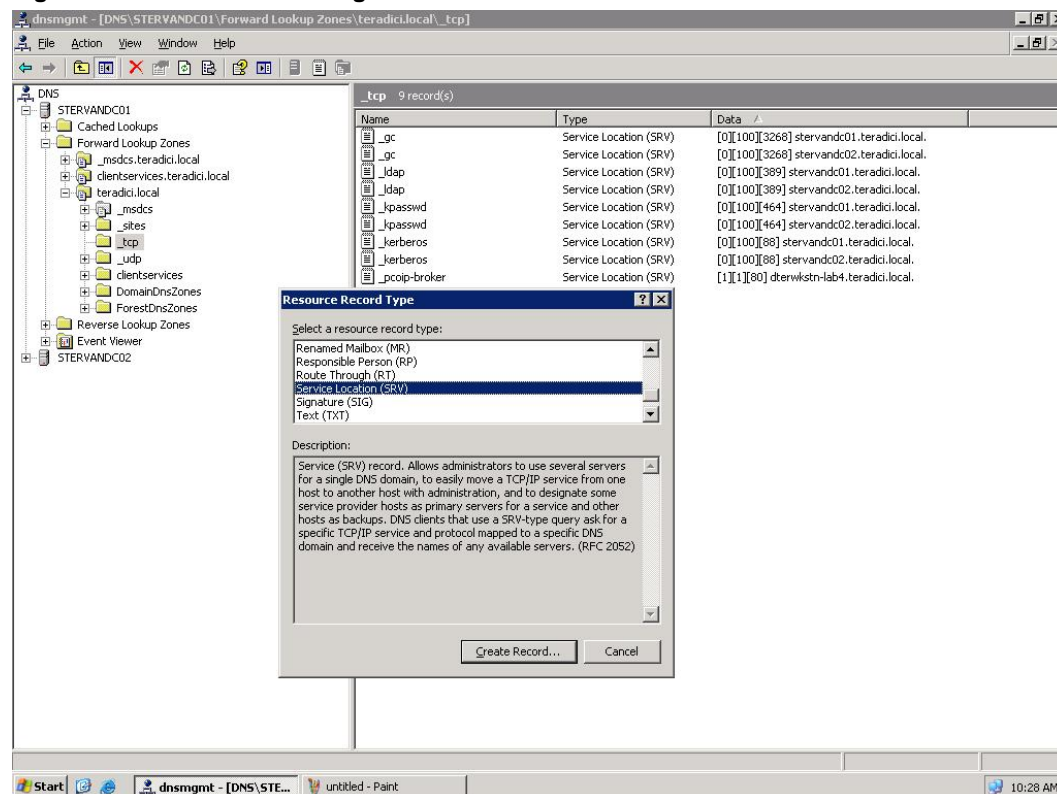 dnsmgmt - [DNS\STERVANDC01\Forward Lookup Zones\teradici.local\_tcp]
File Action View Window Help
DNS
STERVANDC01
Cached Lookups
Forward Lookup Zones
_msdcs.teradici.local
clientservices.teradici.local
teradici.local
_msdcs
_sites
_tcp
_udp
clientservices
DomainDnsZones
ForestDnsZones
Reverse Lookup Zones
Event Viewer
STERVANDC02
_tcp 9 record(s)
Name Type Data
_gc Service Location (SRV) [0][100][3268] stervandc01.teradici.local.
_gc Service Location (SRV) [0][100][3268] stervandc02.teradici.local.
_ldap Service Location (SRV) [0][100][389] stervandc01.teradici.local.
_ldap Service Location (SRV) [0][100][389] stervandc02.teradici.local.
_kpasswd Service Location (SRV) [0][100][464] stervandc01.teradici.local.
_kpasswd Service Location (SRV) [0][100][464] stervandc02.teradici.local.
_kerberos Service Location (SRV) [0][100][88] stervandc01.teradici.local.
_kerberos Service Location (SRV) [0][100][88] stervandc02.teradici.local.
_pcoip-broker Service Location (SRV) [1][1][80] dterwkstn-lab4.teradici.local.
Resource Record Type
Select a resource record type:
Renamed Mailbox (MR)
Responsible Person (RP)
Route Through (RT)
Service Location (SRV)
Signature (SIG)
Text (TXT)
Description:
Service (SRV) record. Allows administrators to use several servers
for a single DNS domain, to easily move a TCP/IP service from one
host to another host with administration, and to designate some
service provider hosts as primary servers for a service and other
hosts as backups. DNS clients that use a SRV-type query ask for a
specific TCP/IP service and protocol mapped to a specific DNS
domain and receive the names of any available servers. (RFC 2052)
Create Record... Cancel
Start dnsmgmt - [DNS\STE... untitled - Paint 10:28 AM